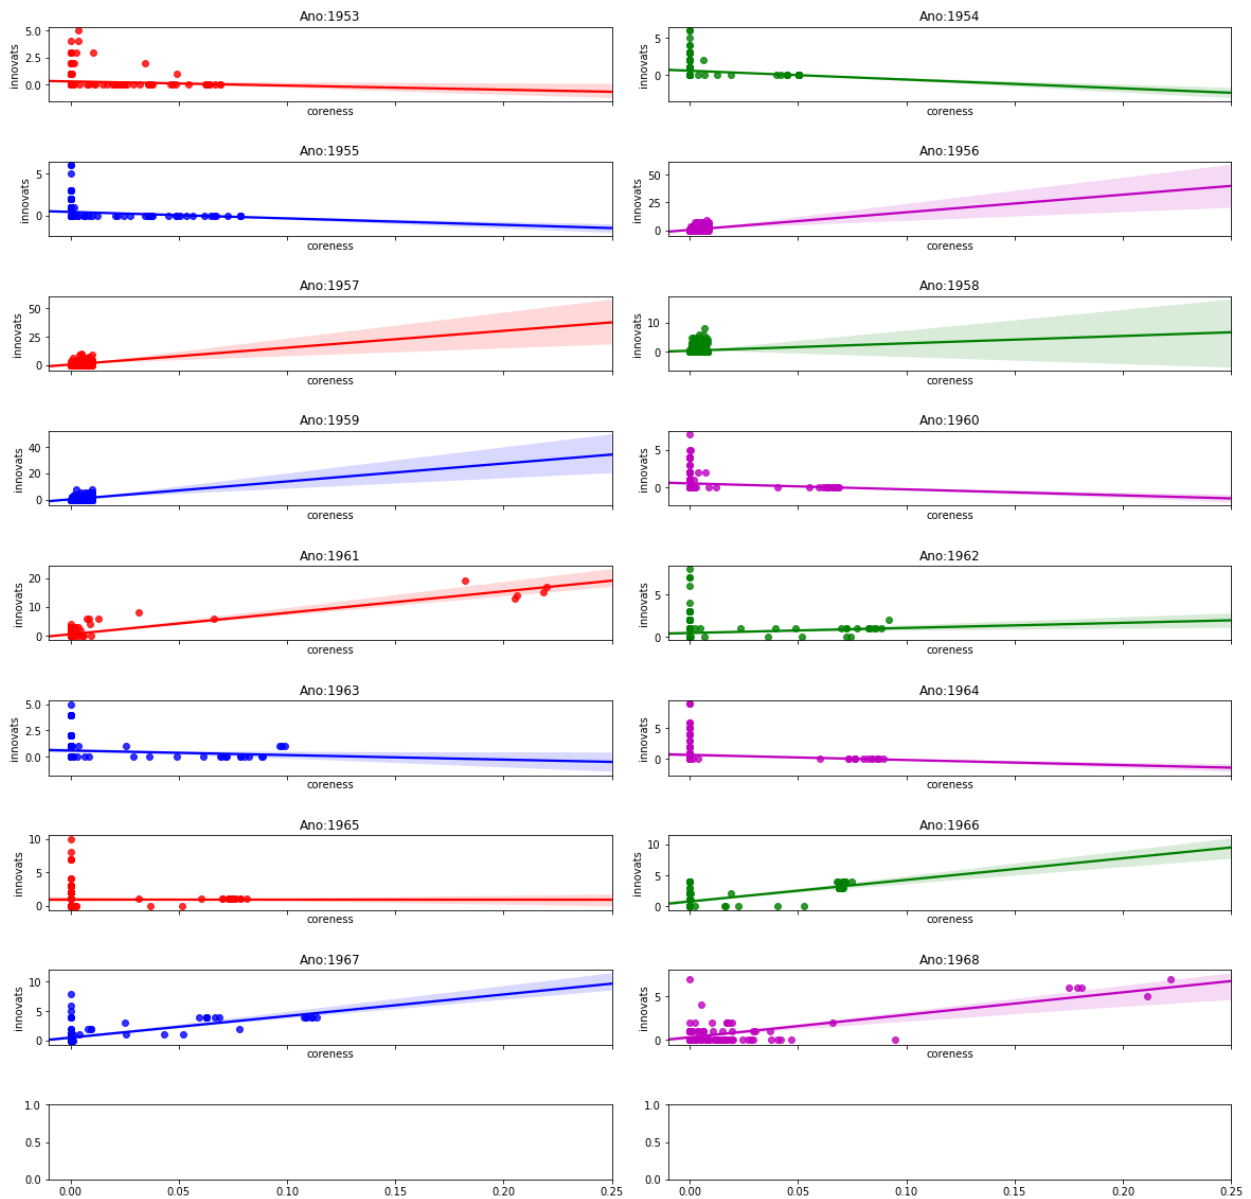 Ano:1953
5.0
2.5
0.0
innovats
coreness
Ano:1954
5
0
innovats
coreness
Ano:1955
5
0
innovats
coreness
Ano:1956
50
25
0
innovats
coreness
Ano:1957
50
25
0
innovats
coreness
Ano:1958
10
0
innovats
coreness
Ano:1959
40
20
0
innovats
coreness
Ano:1960
5
0
innovats
coreness
Ano:1961
20
10
0
innovats
coreness
Ano:1962
5
0
innovats
coreness
Ano:1963
5.0
2.5
0.0
innovats
coreness
Ano:1964
5
0
innovats
coreness
Ano:1965
10
5
0
innovats
coreness
Ano:1966
10
5
0
innovats
coreness
Ano:1967
10
5
0
innovats
coreness
Ano:1968
5
0
innovats
coreness
1.0
0.5
0.0
0.00 0.05 0.10 0.15 0.20 0.25
1.0
0.5
0.0
0.00 0.05 0.10 0.15 0.20 0.25